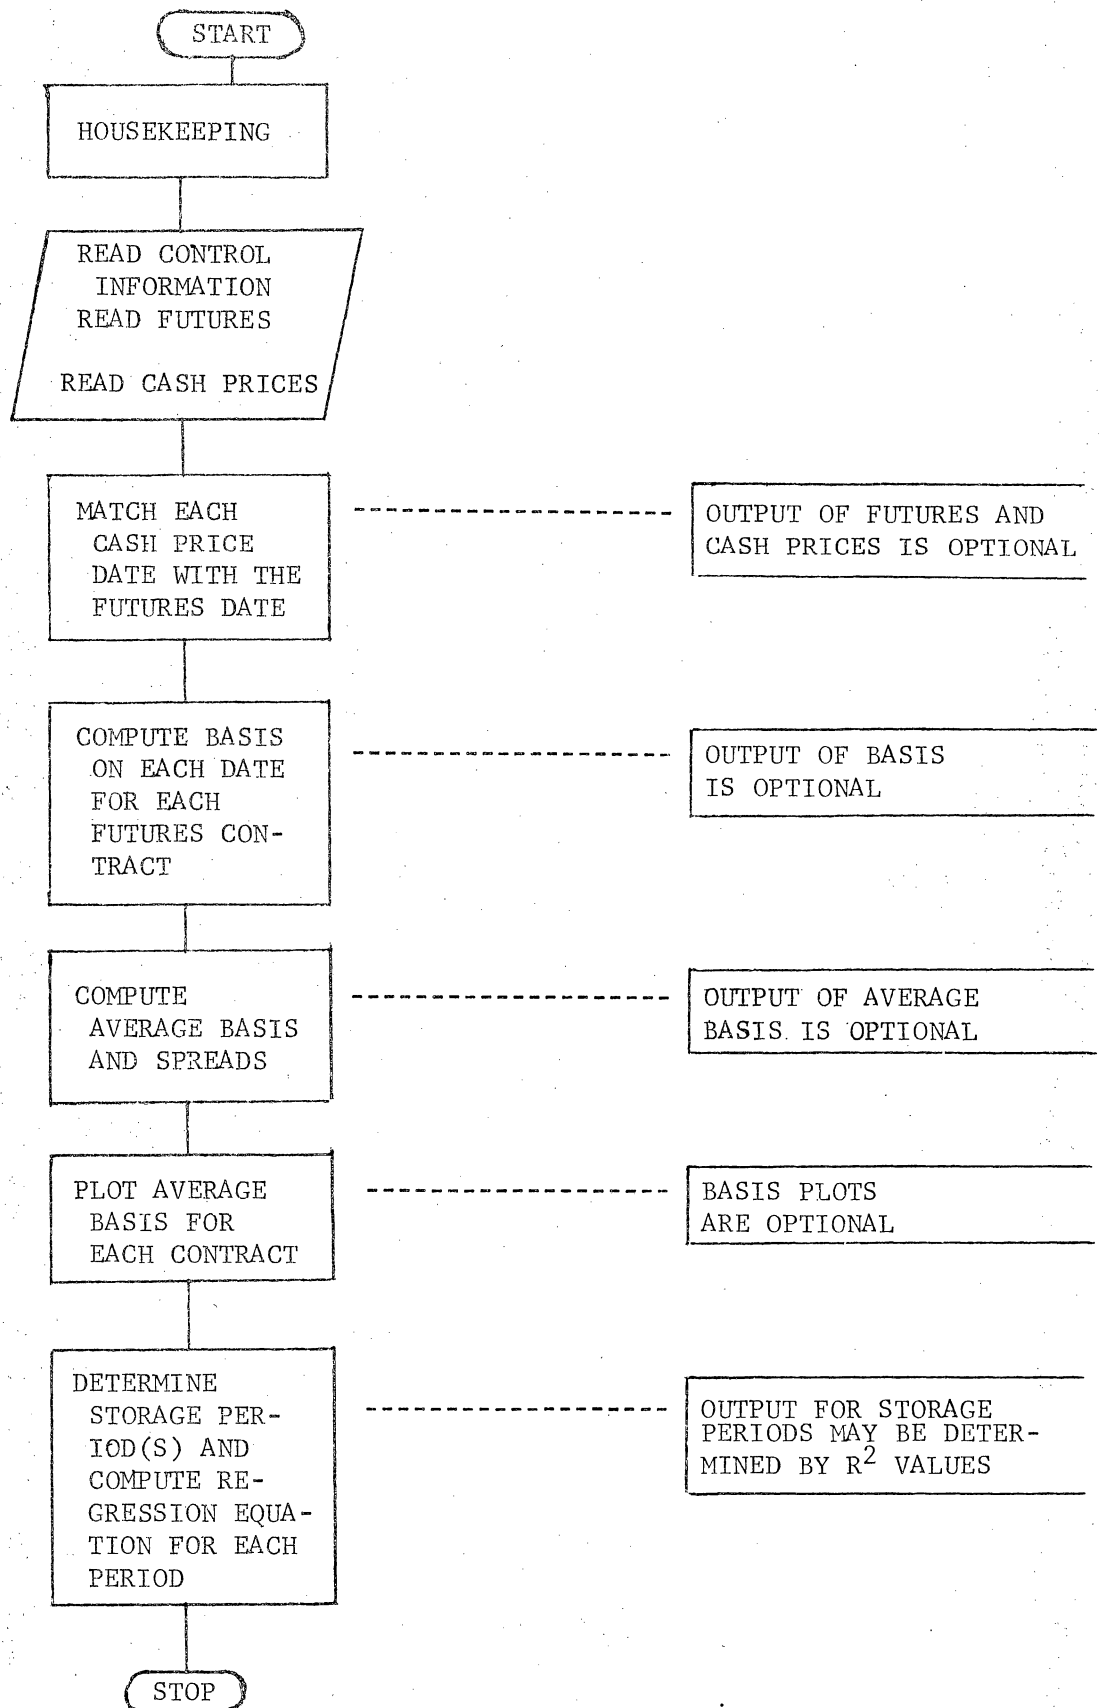 START
HOUSEKEEPING
READ CONTROL
INFORMATION
READ FUTURES
READ CASH PRICES
MATCH EACH
CASH PRICE
DATE WITH THE
FUTURES DATE
OUTPUT OF FUTURES AND
CASH PRICES IS OPTIONAL
COMPUTE BASIS
ON EACH DATE
FOR EACH
FUTURES CON-
TRACT
OUTPUT OF BASIS
IS OPTIONAL
COMPUTE
AVERAGE BASIS
AND SPREADS
OUTPUT OF AVERAGE
BASIS IS OPTIONAL
PLOT AVERAGE
BASIS FOR
EACH CONTRACT
BASIS PLOTS
ARE OPTIONAL
DETERMINE
STORAGE PER-
IOD(S) AND
COMPUTE RE-
GRESSION EQUA-
TION FOR EACH
PERIOD
OUTPUT FOR STORAGE
PERIODS MAY BE DETER-
MINED BY R² VALUES
STOP